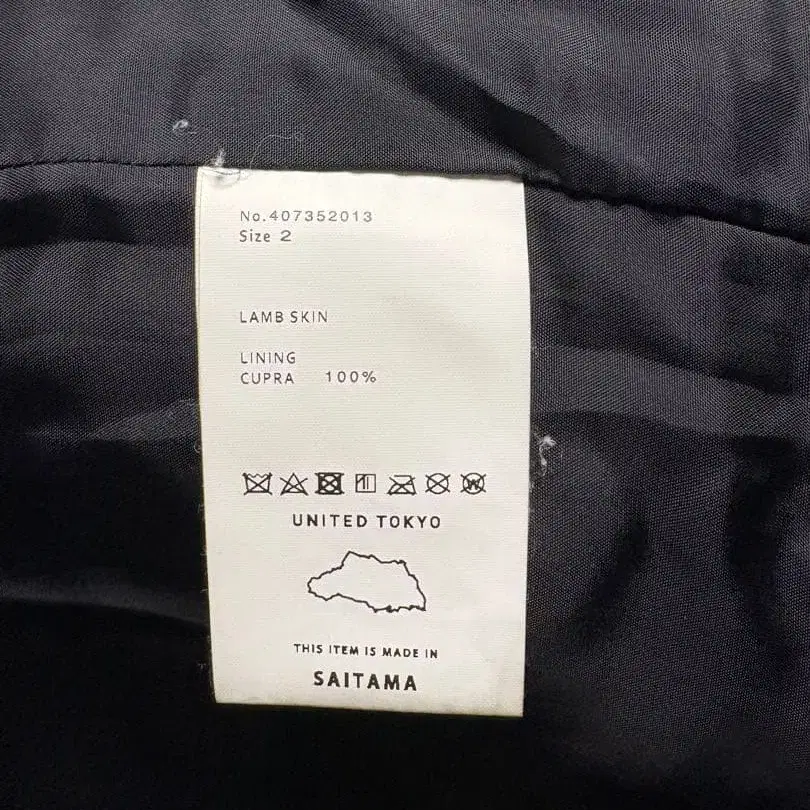 No.407352013
Size 2
LAMB SKIN
LINING
CUPRA 100%
UNITED TOKYO
THIS ITEM IS MADE IN
SAITAMA